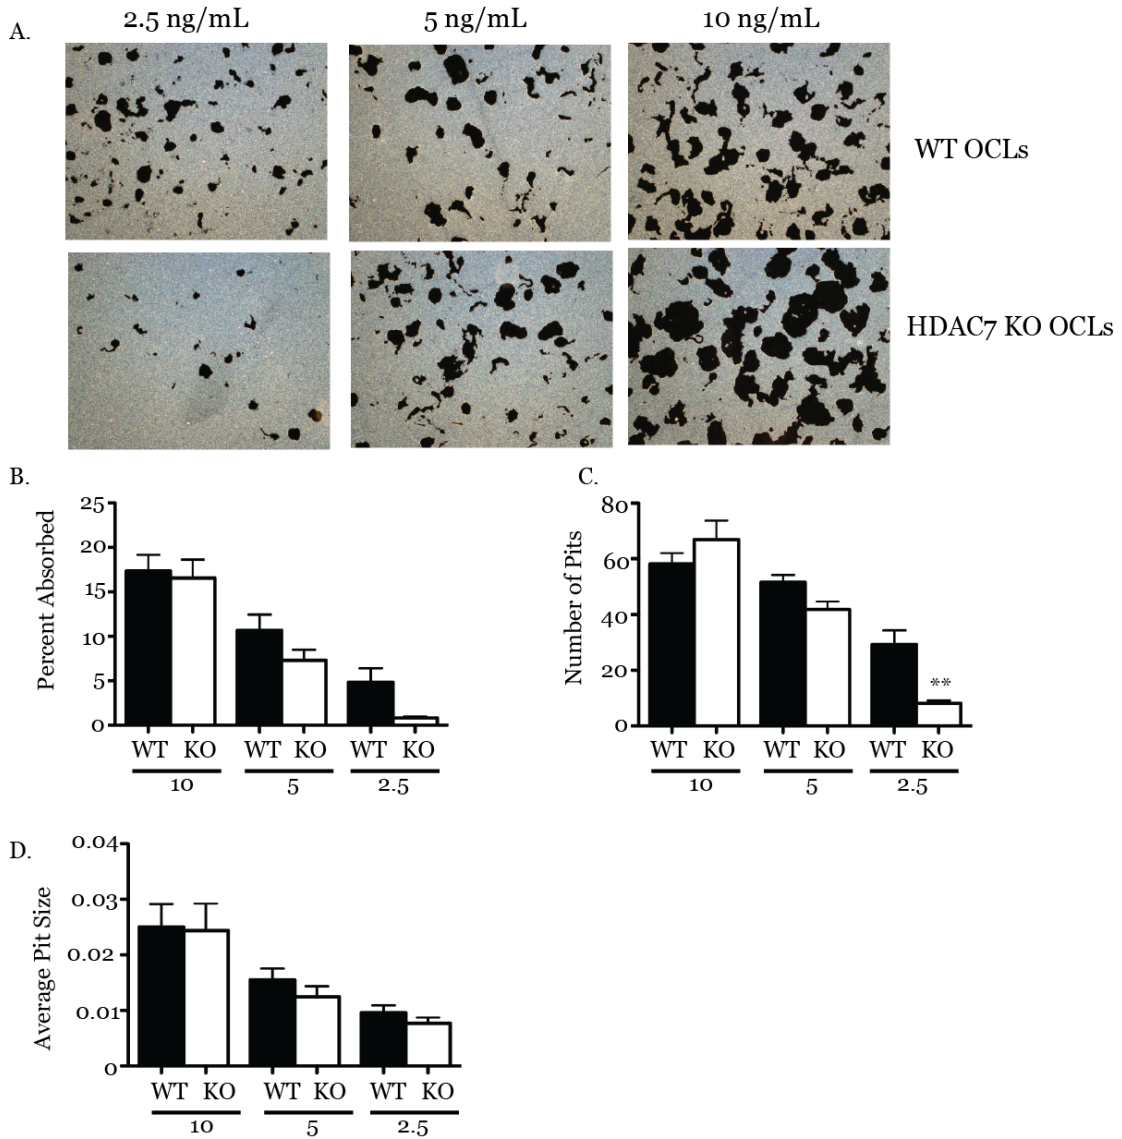 A.
2.5 ng/mL 5 ng/mL 10 ng/mL
WT OCLs
HDAC7 KO OCLs
B.
Percent Absorbed
25
20
15
10
5
0
WT KO WT KO WT KO
10 5 2.5
C.
Number of Pits
80
60
40
20
0
**
WT KO WT KO WT KO
10 5 2.5
D.
Average Pit Size
0.04
0.03
0.02
0.01
0
WT KO WT KO WT KO
10 5 2.5